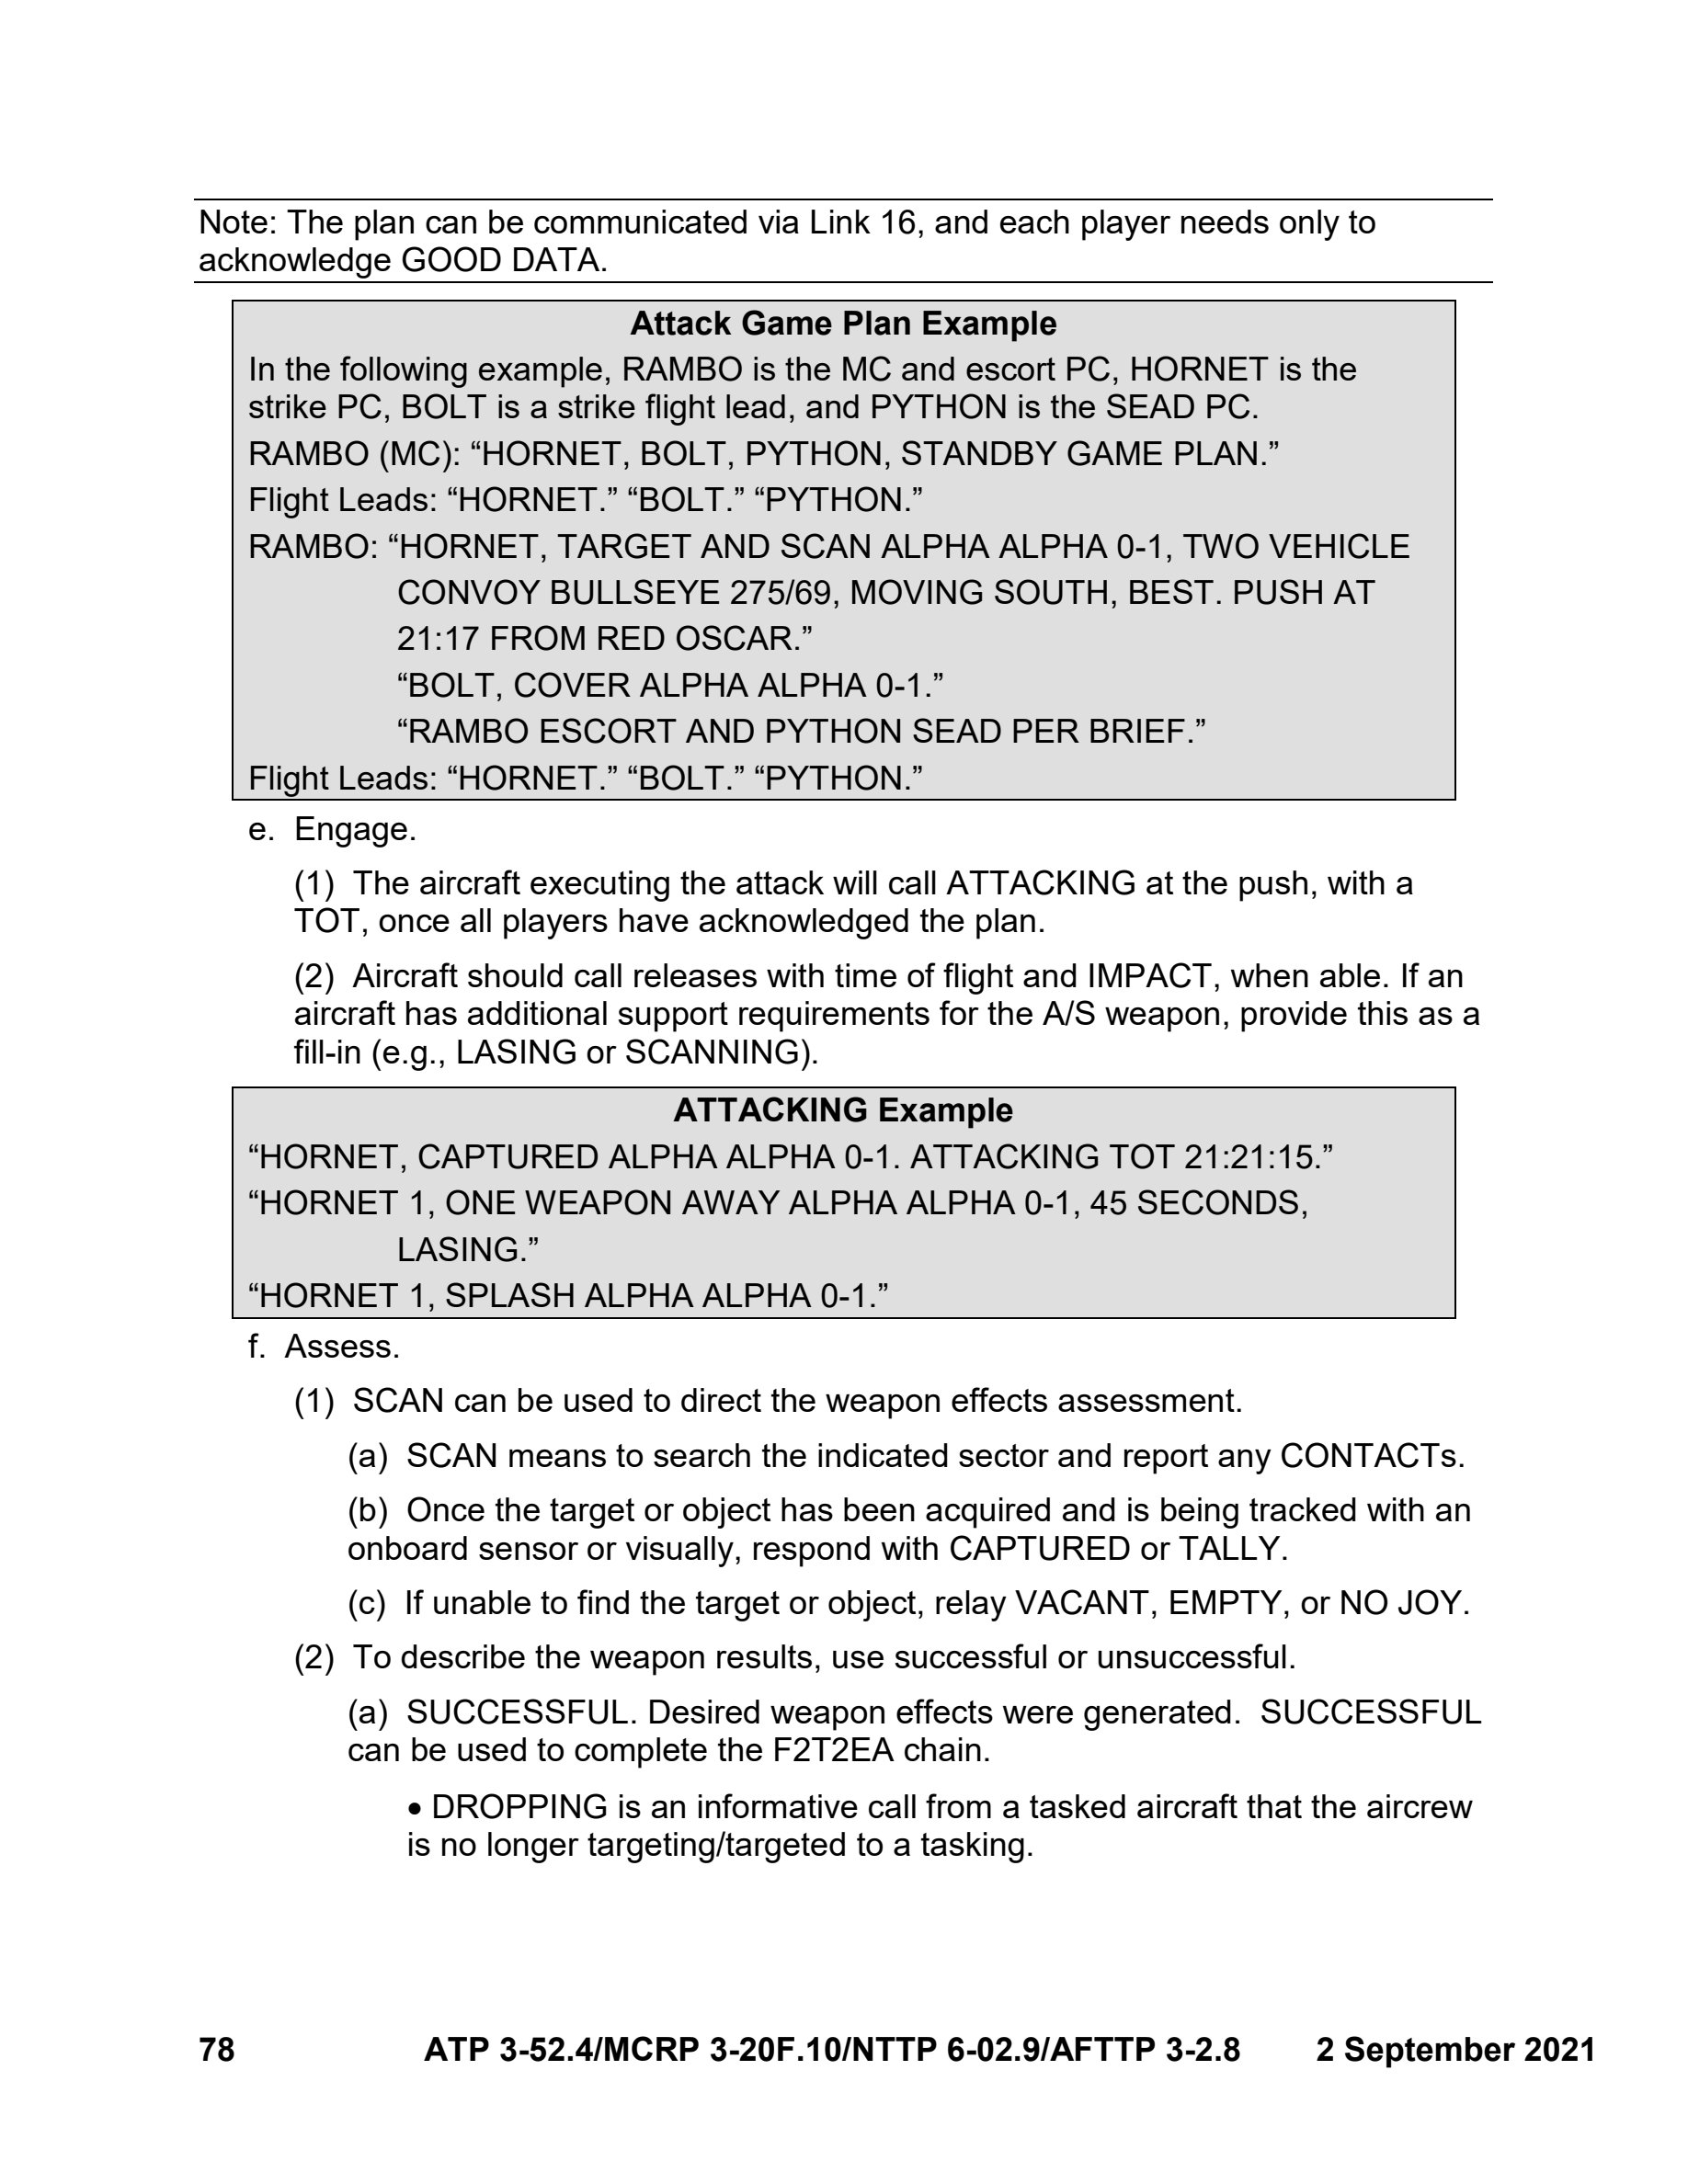 Note: The plan can be communicated via Link 16, and each player needs only to
acknowledge GOOD DATA.
Attack Game Plan Example
In the following example, RAMBO is the MC and escort PC, HORNET is the
strike PC, BOLT is a strike flight lead, and PYTHON is the SEAD PC.
RAMBO (MC): “HORNET, BOLT, PYTHON, STANDBY GAME PLAN.”
Flight Leads: “HORNET.” “BOLT.” “PYTHON.”
RAMBO: “HORNET, TARGET AND SCAN ALPHA ALPHA 0-1, TWO VEHICLE
CONVOY BULLSEYE 275/69, MOVING SOUTH, BEST. PUSH AT
21:17 FROM RED OSCAR.”
“BOLT, COVER ALPHA ALPHA 0-1.”
“RAMBO ESCORT AND PYTHON SEAD PER BRIEF.”
Flight Leads: “HORNET.” “BOLT.” “PYTHON.”
e. Engage.
(1) The aircraft executing the attack will call ATTACKING at the push, with a
TOT, once all players have acknowledged the plan.
(2) Aircraft should call releases with time of flight and IMPACT, when able. If an
aircraft has additional support requirements for the A/S weapon, provide this as a
fill-in (e.g., LASING or SCANNING).
ATTACKING Example
“HORNET, CAPTURED ALPHA ALPHA 0-1. ATTACKING TOT 21:21:15.”
“HORNET 1, ONE WEAPON AWAY ALPHA ALPHA 0-1, 45 SECONDS,
LASING.”
“HORNET 1, SPLASH ALPHA ALPHA 0-1.”
f. Assess.
(1) SCAN can be used to direct the weapon effects assessment.
(a) SCAN means to search the indicated sector and report any CONTACTs.
(b) Once the target or object has been acquired and is being tracked with an
onboard sensor or visually, respond with CAPTURED or TALLY.
(c) If unable to find the target or object, relay VACANT, EMPTY, or NO JOY.
(2) To describe the weapon results, use successful or unsuccessful.
(a) SUCCESSFUL. Desired weapon effects were generated. SUCCESSFUL
can be used to complete the F2T2EA chain.
• DROPPING is an informative call from a tasked aircraft that the aircrew
is no longer targeting/targeted to a tasking.
78 ATP 3-52.4/MCRP 3-20F.10/NTTP 6-02.9/AFTTP 3-2.8 2 September 2021